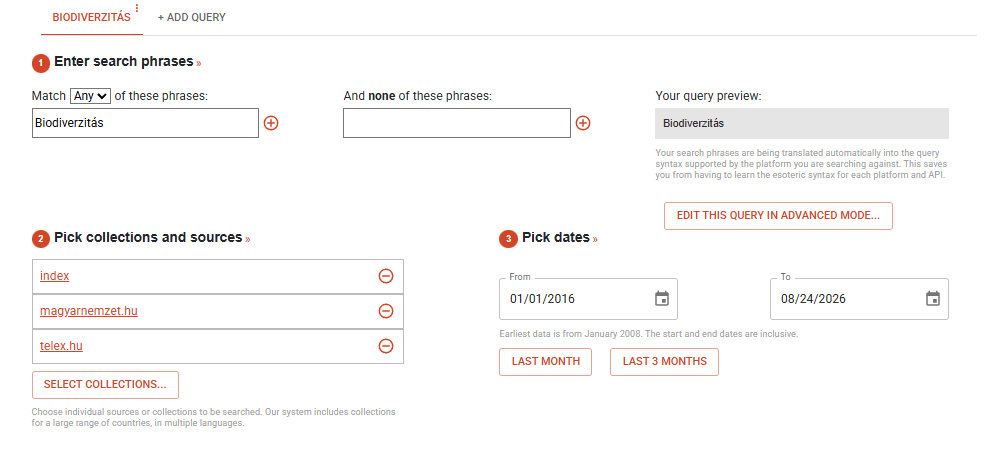 BIODIVERZITÁS + ADD QUERY
1 Enter search phrases »
Match Any of these phrases:
Biodiverzitás
And none of these phrases:
Your query preview:
Biodiverzitás
Your search phrases are being translated automatically into the query
syntax supported by the platform you are searching against. This saves
you from having to learn the esoteric syntax for each platform and API.
EDIT THIS QUERY IN ADVANCED MODE...
2 Pick collections and sources »
index
magyarnemzet.hu
telex.hu
SELECT COLLECTIONS...
Choose individual sources or collections to be searched. Our system includes collections
for a large range of countries, in multiple languages.
3 Pick dates »
From
01/01/2016
To
08/24/2026
Earliest data is from January 2008. The start and end dates are inclusive.
LAST MONTH LAST 3 MONTHS